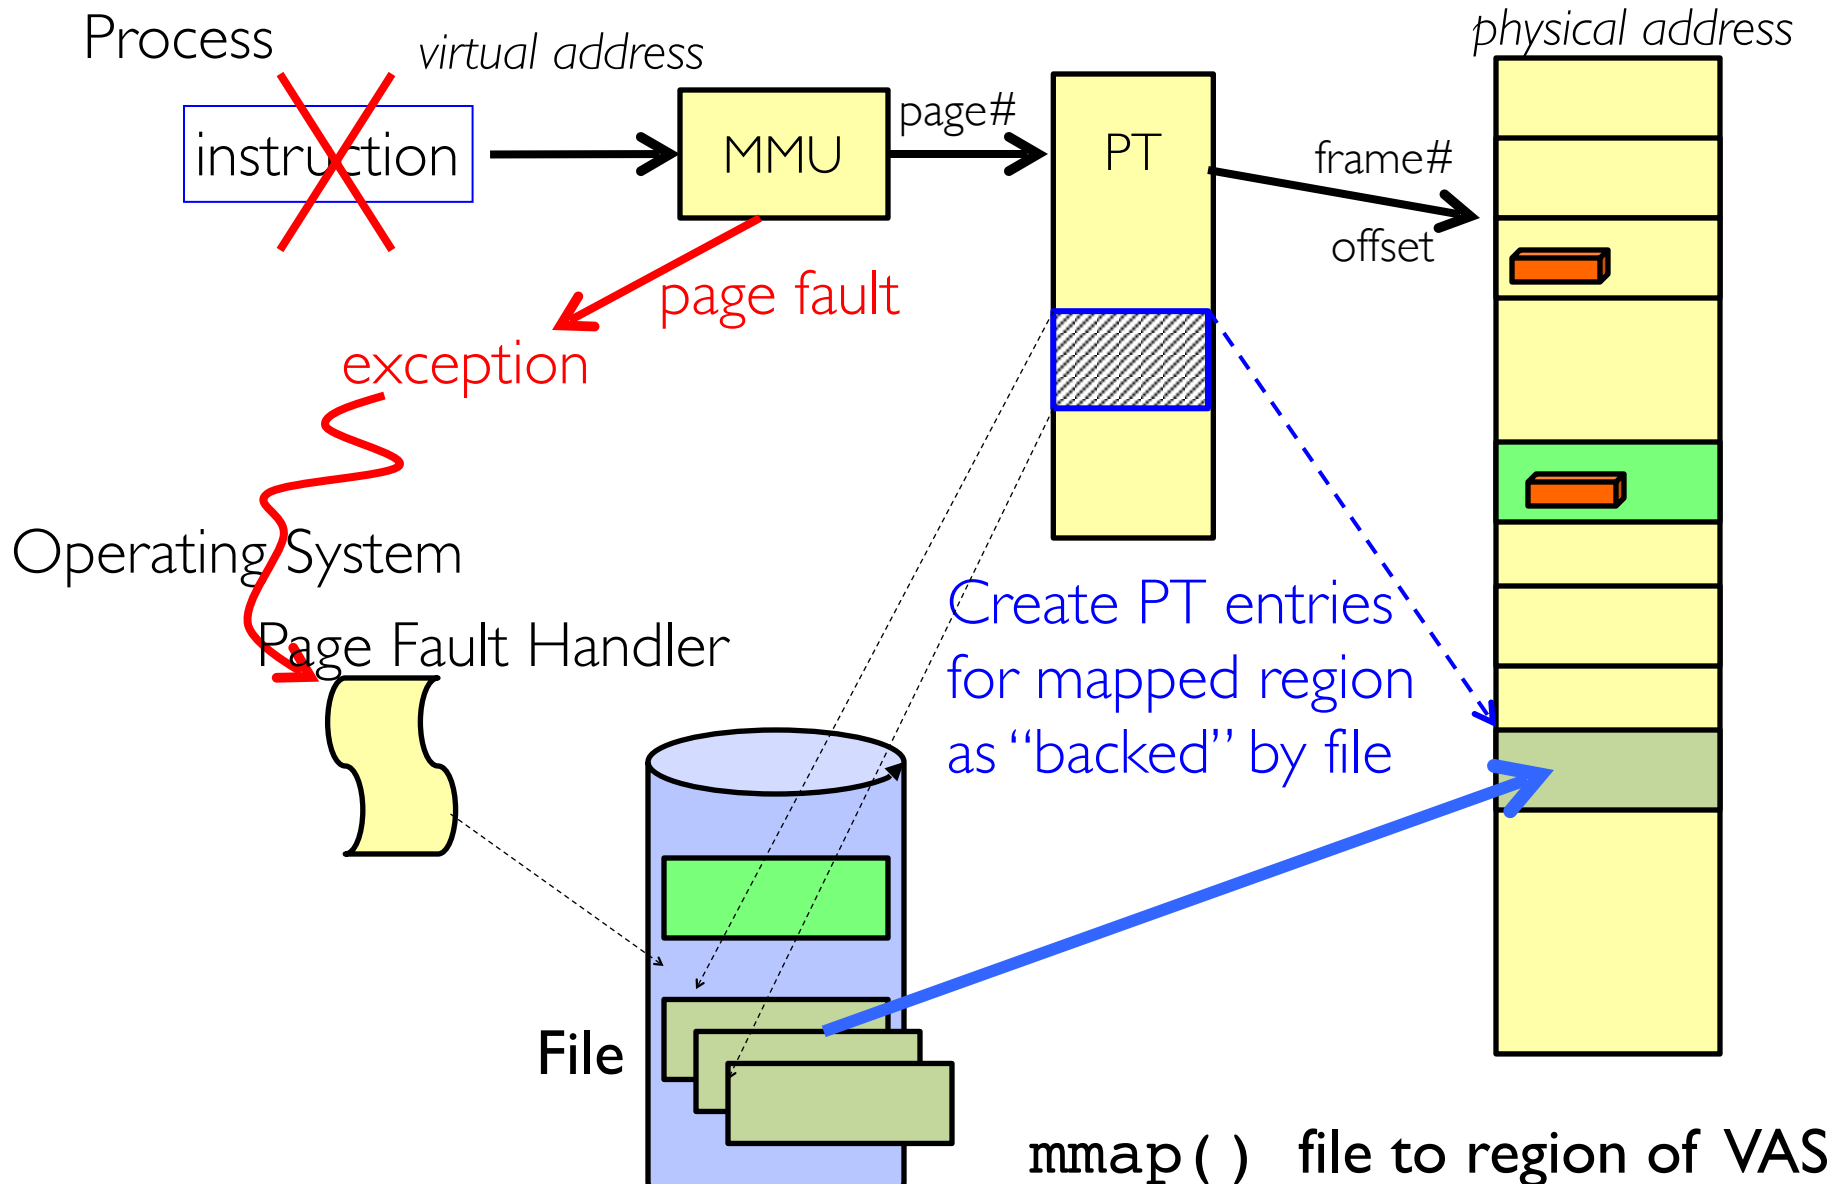 Process
virtual address
physical address
instruction
MMU
page#
PT
frame#
offset
page fault
exception
Operating System
Page Fault Handler
Create PT entries
for mapped region
as “backed” by file
File
mmap() file to region of VAS